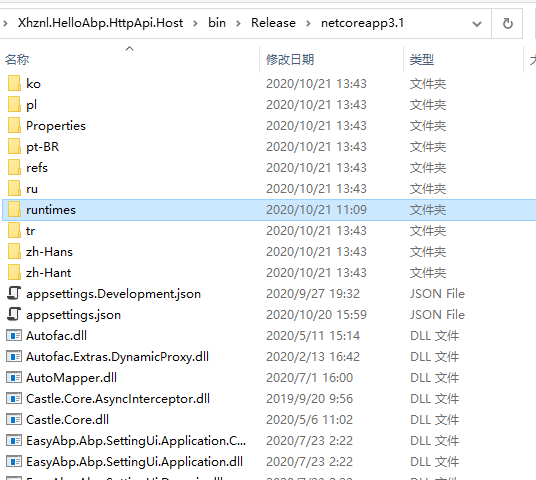 Xhznl.HelloAbp.HttpApi.Host > bin > Release > netcoreapp3.1
名称 修改日期 类型
ko 2020/10/21 13:43 文件夹
pl 2020/10/21 13:43 文件夹
Properties 2020/10/21 13:43 文件夹
pt-BR 2020/10/21 13:43 文件夹
refs 2020/10/21 13:43 文件夹
ru 2020/10/21 13:43 文件夹
runtimes 2020/10/21 11:09 文件夹
tr 2020/10/21 13:43 文件夹
zh-Hans 2020/10/21 13:43 文件夹
zh-Hant 2020/10/21 13:43 文件夹
appsettings.Development.json 2020/9/27 19:32 JSON File
appsettings.json 2020/10/20 15:59 JSON File
Autofac.dll 2020/5/11 15:14 DLL 文件
Autofac.Extras.DynamicProxy.dll 2020/2/13 16:42 DLL 文件
AutoMapper.dll 2020/7/1 16:00 DLL 文件
Castle.Core.AsyncInterceptor.dll 2019/9/20 9:56 DLL 文件
Castle.Core.dll 2020/5/6 11:02 DLL 文件
EasyAbp.Abp.SettingUi.Application.C... 2020/7/23 2:22 DLL 文件
EasyAbp.Abp.SettingUi.Application.dll 2020/7/23 2:22 DLL 文件